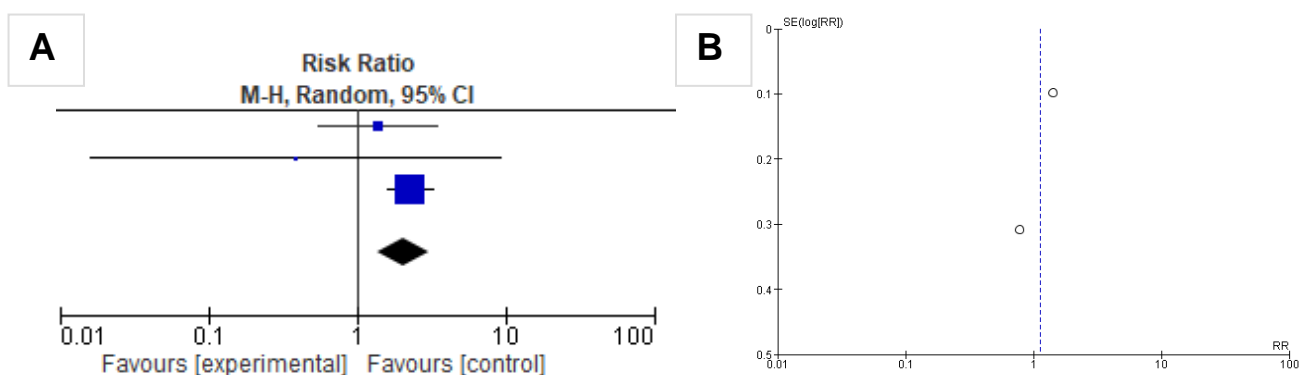 A
Risk Ratio
M-H, Random, 95% CI
0.01 0.1 1 10 100
Favours [experimental] Favours [control]
B
SE(log[RR])
0
0.1
0.2
0.3
0.4
0.5
RR
0.01 0.1 1 10 100